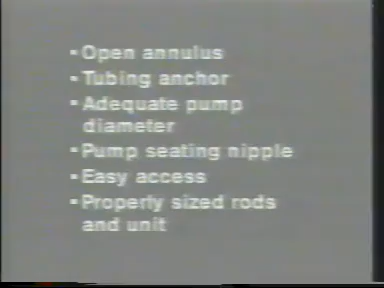 - Open annulus
- Tubing anchor
- Adequate pump
diameter
- Pump seating nipple
- Easy access
- Properly sized rods
and unit